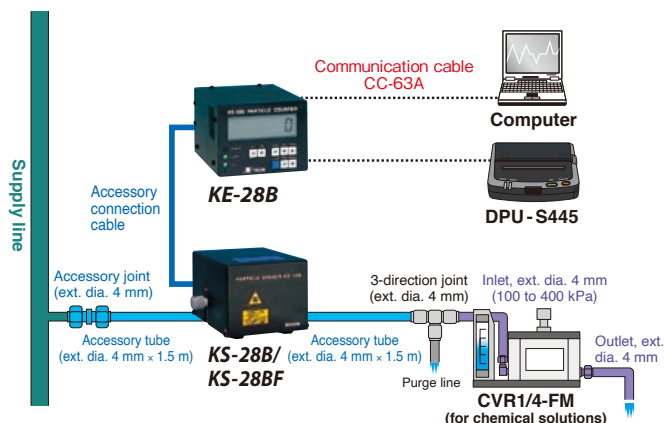 Communication cable
CC-63A
Computer
KE-28B
DPU-S445
Supply line
Accessory
connection
cable
Accessory joint
(ext. dia. 4 mm)
3-direction joint
(ext. dia. 4 mm)
Inlet, ext. dia. 4 mm
(100 to 400 kPa)
Accessory tube
(ext. dia. 4 mm × 1.5 m)
KS-28B/
KS-28BF
Accessory tube
(ext. dia. 4 mm × 1.5 m)
Outlet, ext.
dia. 4 mm
Purge line
CVR1/4-FM
(for chemical solutions)
PARTICLE COUNTER
0